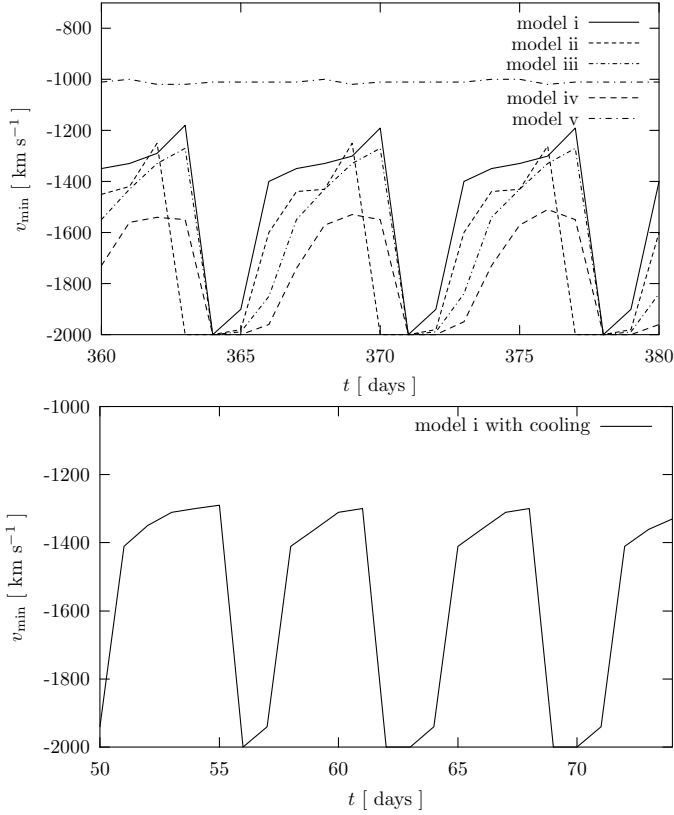 -800
-1000
-1200
-1400
-1600
-1800
-2000
v_min [ km s⁻¹ ]
model i
model ii
model iii
model iv
model v
360 365 370 375 380
t [ days ]
-1000
-1200
-1400
-1600
-1800
-2000
v_min [ km s⁻¹ ]
model i with cooling
50 55 60 65 70
t [ days ]